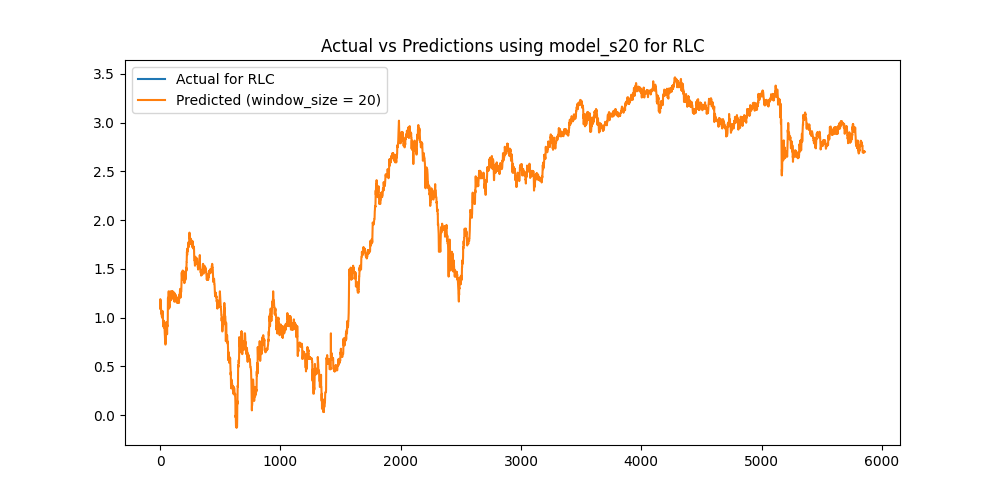 Actual vs Predictions using model_s20 for RLC
Actual for RLC
Predicted (window_size = 20)
3.5
3.0
2.5
2.0
1.5
1.0
0.5
0.0
0 1000 2000 3000 4000 5000 6000